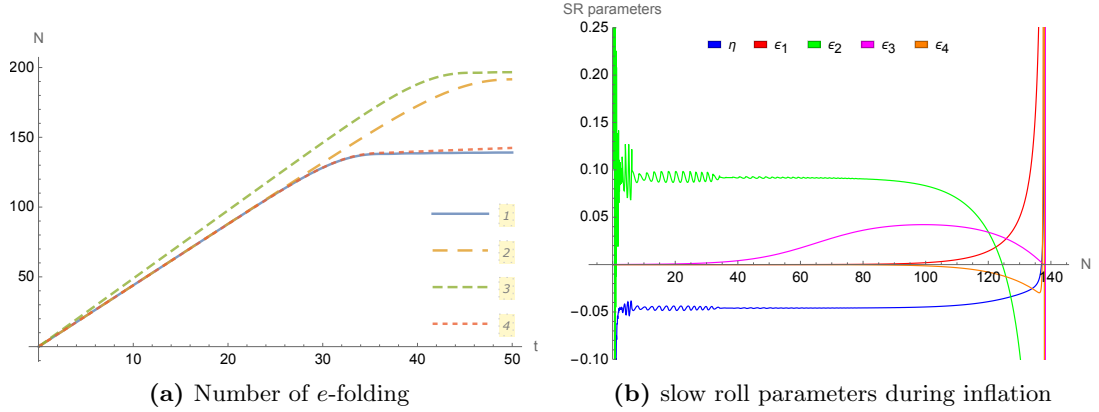 N
200
150
100
50
10
20
30
40
50
t
1
2
3
4
(a) Number of e-folding
SR parameters
0.25
η ϵ₁ ϵ₂ ϵ₃ ϵ₄
0.20
0.15
0.10
0.05
20 40 60 80 100 120 140 N
-0.05
-0.10
(b) slow roll parameters during inflation